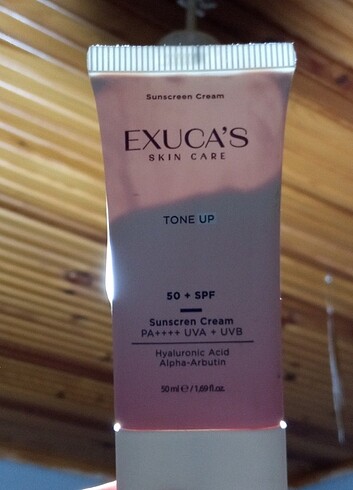 Sunscreen Cream
EXUCA'S
SKIN CARE
TONE UP
50 + SPF
Sunscren Cream
PA++++ UVA + UVB
Hyaluronic Acid
Alpha-Arbutin
50 ml ℮ / 1,69 fl.oz.